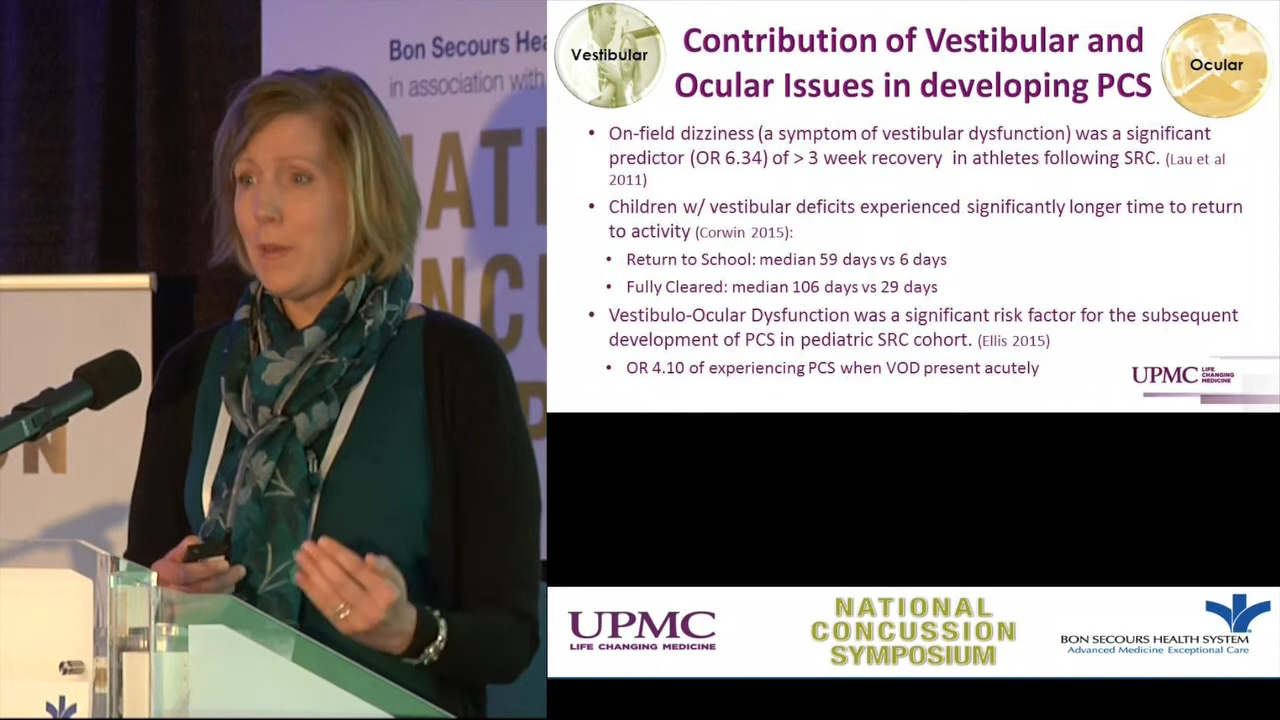 Bon Secours Hea
in association with
NATI
NCU
P
ON
Vestibular
Contribution of Vestibular and
Ocular Issues in developing PCS
Ocular
• On-field dizziness (a symptom of vestibular dysfunction) was a significant
predictor (OR 6.34) of > 3 week recovery in athletes following SRC. (Lau et al
2011)
• Children w/ vestibular deficits experienced significantly longer time to return
to activity (Corwin 2015):
• Return to School: median 59 days vs 6 days
• Fully Cleared: median 106 days vs 29 days
• Vestibulo-Ocular Dysfunction was a significant risk factor for the subsequent
development of PCS in pediatric SRC cohort. (Ellis 2015)
• OR 4.10 of experiencing PCS when VOD present acutely
UPMC LIFE
CHANGING
MEDICINE
UPMC
LIFE CHANGING MEDICINE
NATIONAL
CONCUSSION
SYMPOSIUM
BON SECOURS HEALTH SYSTEM
Advanced Medicine Exceptional Care